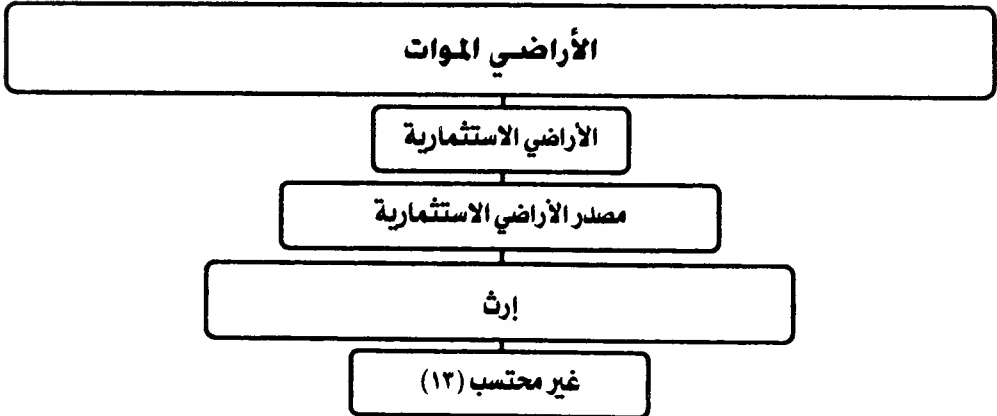 الأراضي الموات
الأراضي الاستثمارية
مصدر الأراضي الاستثمارية
إرث
غير محتسب (١٣)